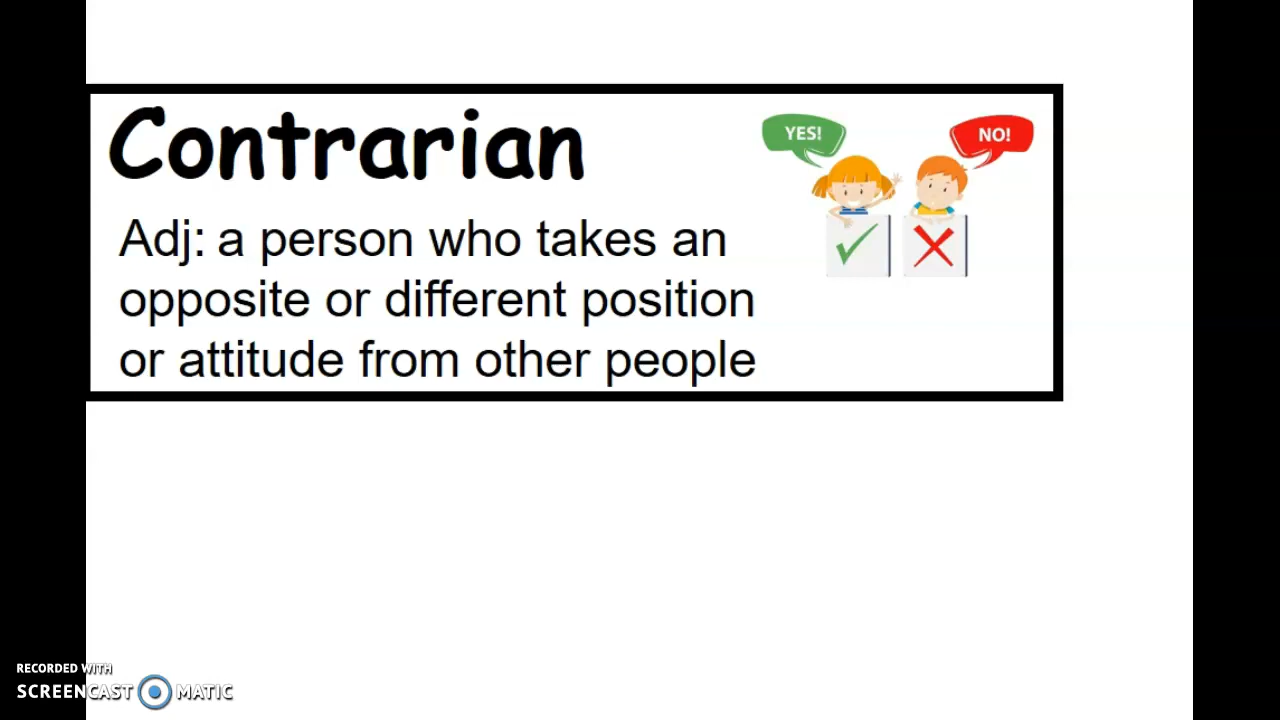 Contrarian
YES!
NO!
Adj: a person who takes an
opposite or different position
or attitude from other people
RECORDED WITH
SCREENCAST MATIC